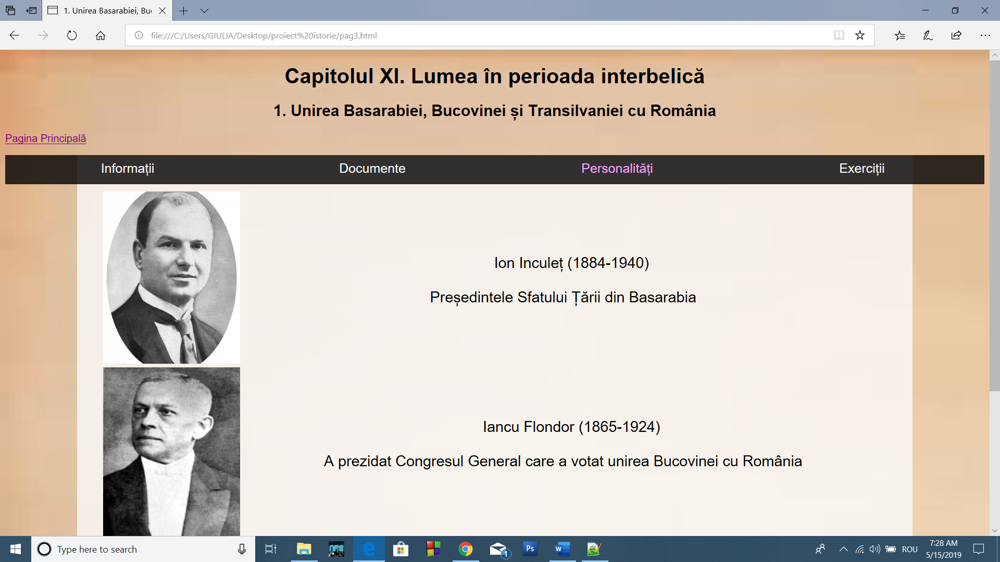 1. Unirea Basarabiei, Bu
file:///C:/Users/GIULIA/Desktop/proiect%20istorie/pag3.html
Capitolul XI. Lumea în perioada interbelică
1. Unirea Basarabiei, Bucovinei și Transilvaniei cu România
Pagina Principală
Informații Documente Personalități Exerciții
Ion Inculeț (1884-1940)
Președintele Sfatului Țării din Basarabia
Iancu Flondor (1865-1924)
A prezidat Congresul General care a votat unirea Bucovinei cu România
Type here to search
NFS
1
Ps
W
ROU
7:28 AM
5/15/2019